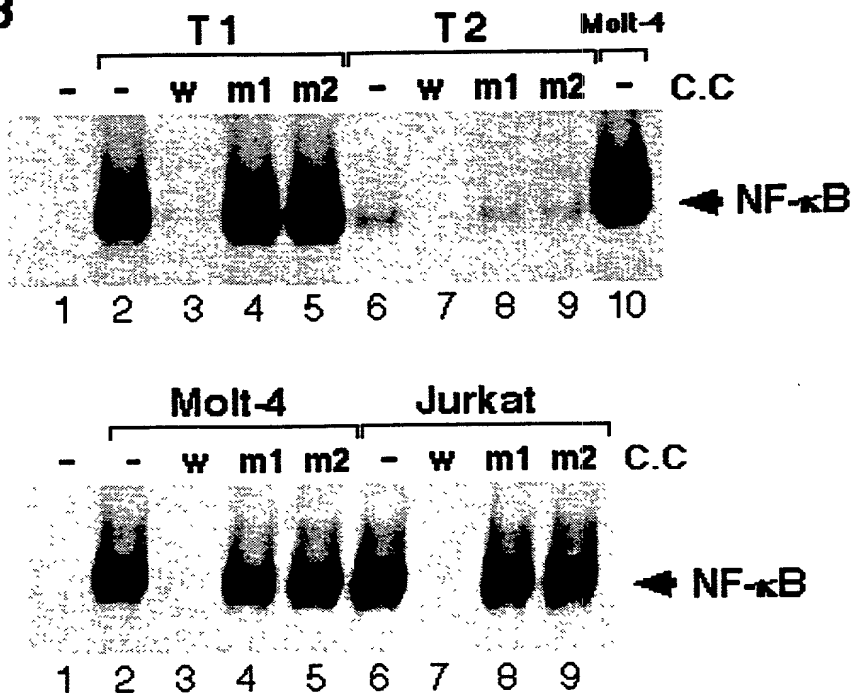 B
T1 T2 Molt-4
- - w m1 m2 - w m1 m2 - C.C
NF-κB
1 2 3 4 5 6 7 8 9 10
Molt-4 Jurkat
- - w m1 m2 - w m1 m2 C.C
NF-κB
1 2 3 4 5 6 7 8 9